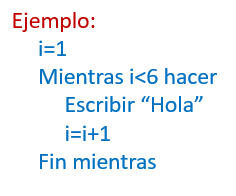 Ejemplo:
i=1
Mientras i<6 hacer
Escribir “Hola”
i=i+1
Fin mientras